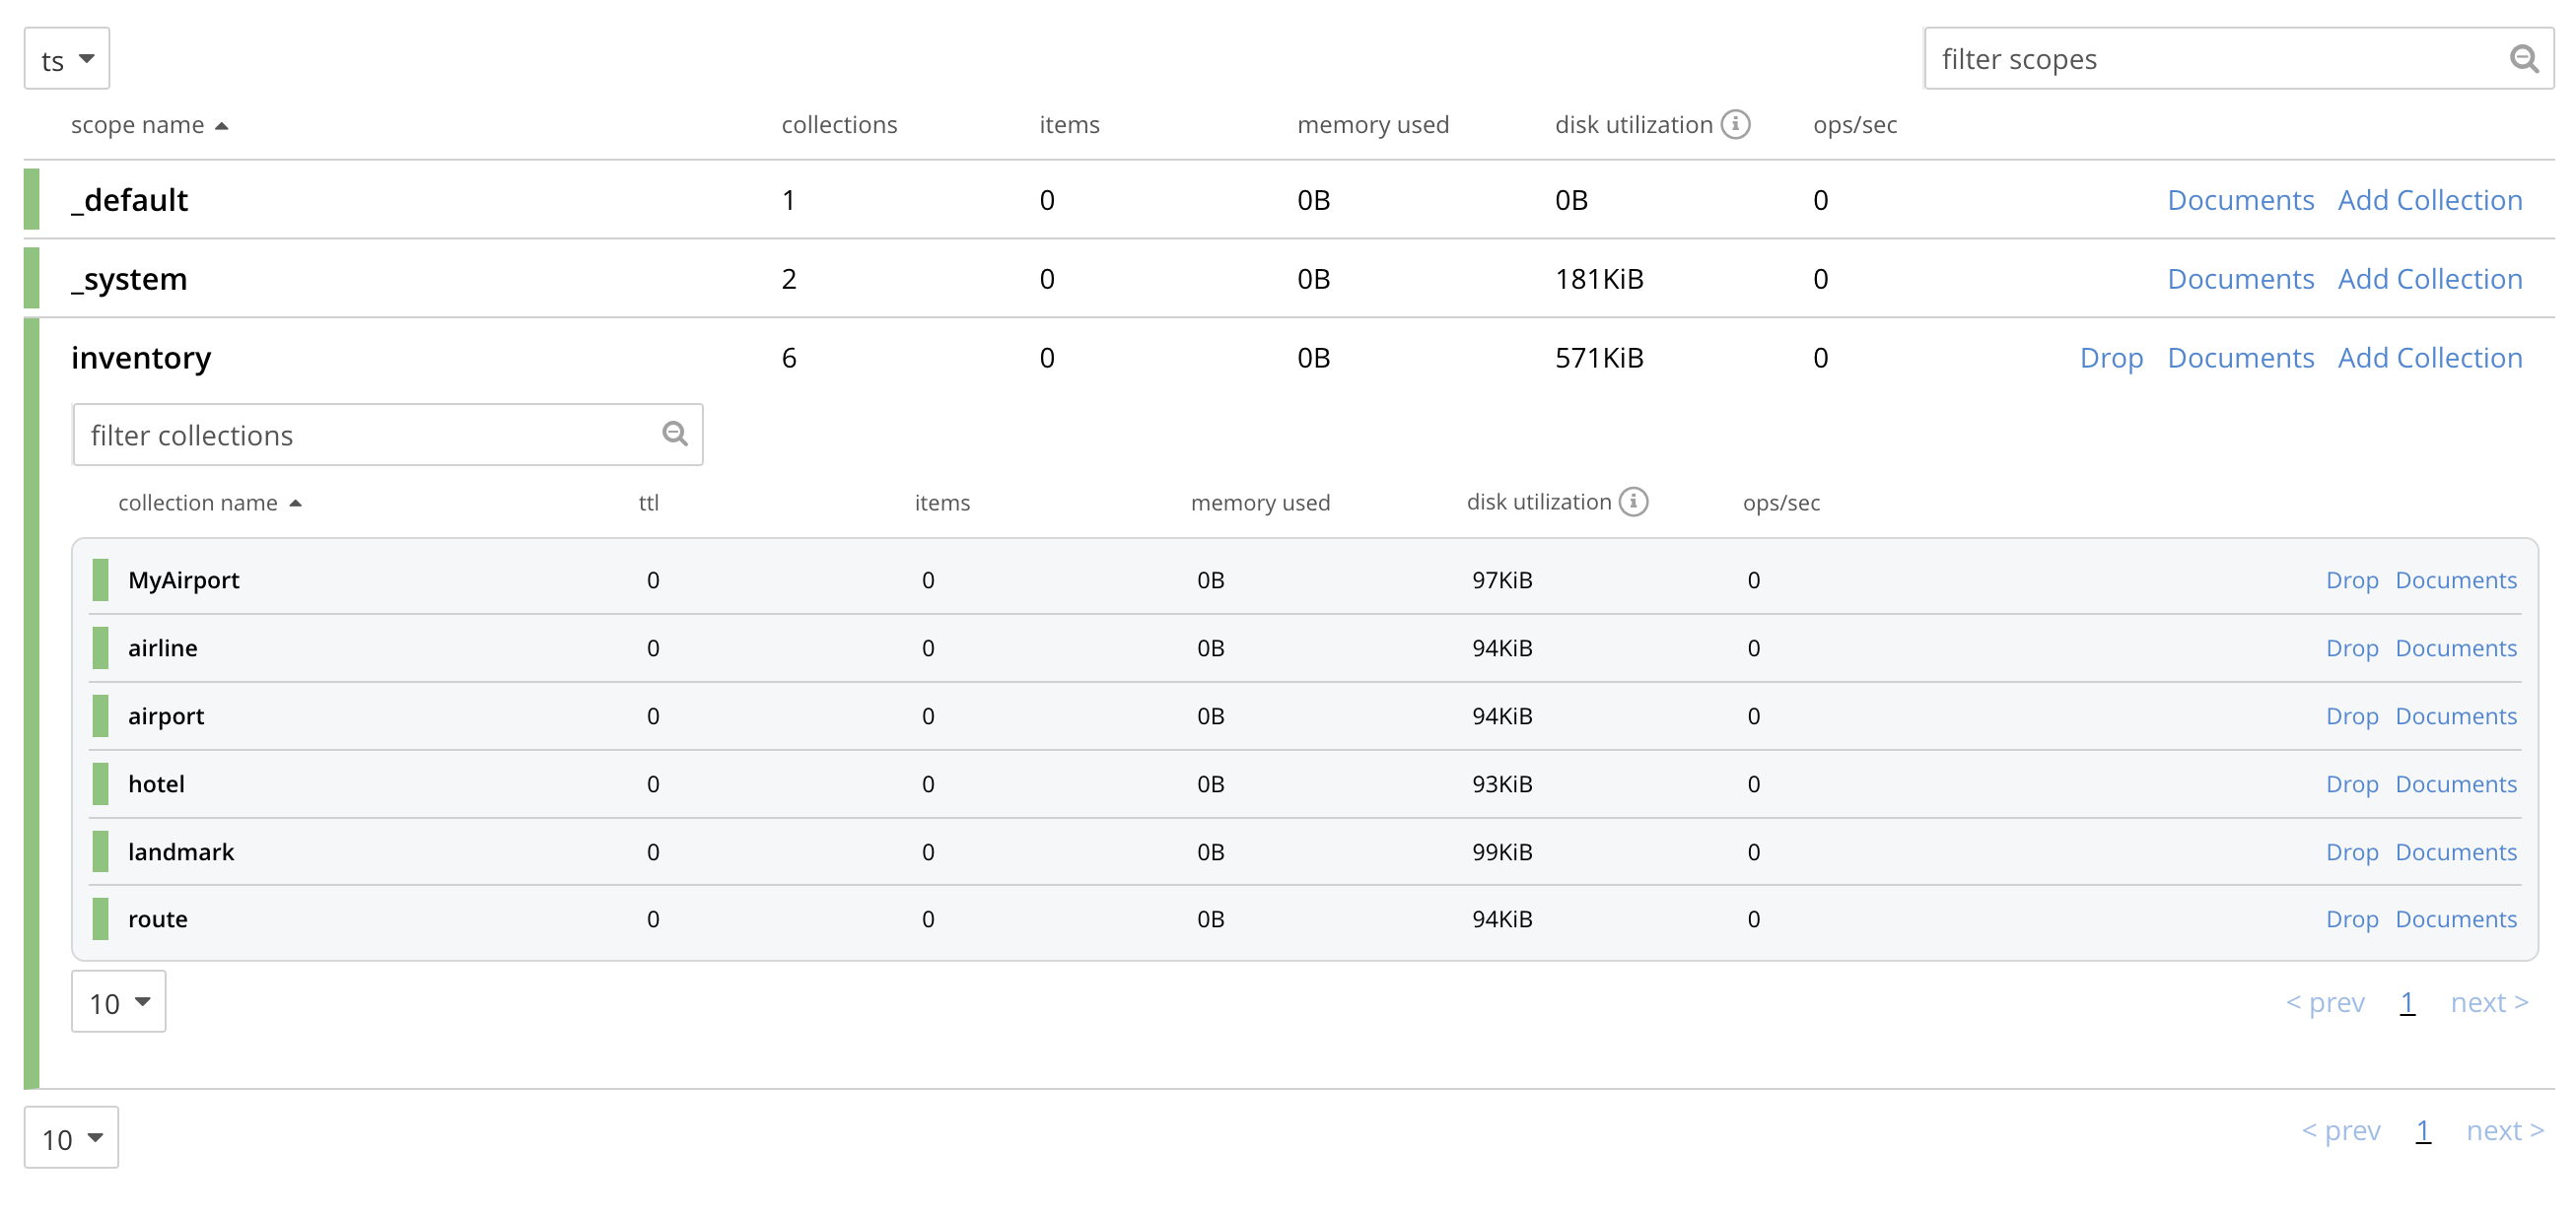 ts
filter scopes
scope name collections items memory used disk utilization ops/sec
_default 1 0 0B 0B 0 Documents Add Collection
_system 2 0 0B 181KiB 0 Documents Add Collection
inventory 6 0 0B 571KiB 0 Drop Documents Add Collection
filter collections
collection name ttl items memory used disk utilization ops/sec
MyAirport 0 0 0B 97KiB 0 Drop Documents
airline 0 0 0B 94KiB 0 Drop Documents
airport 0 0 0B 94KiB 0 Drop Documents
hotel 0 0 0B 93KiB 0 Drop Documents
landmark 0 0 0B 99KiB 0 Drop Documents
route 0 0 0B 94KiB 0 Drop Documents
10 < prev 1 next >
10 < prev 1 next >